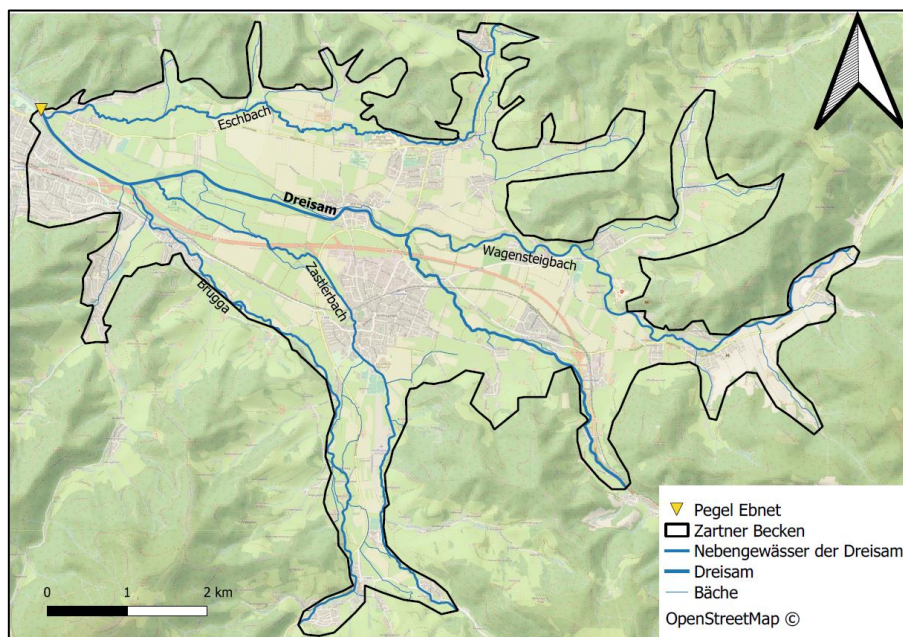 Eschbach
Dreisam
Wagensteigbach
Zastlerbach
Brugga
0 1 2 km
Pegel Ebnet
Zartner Becken
Nebengewässer der Dreisam
Dreisam
Bäche
OpenStreetMap ©